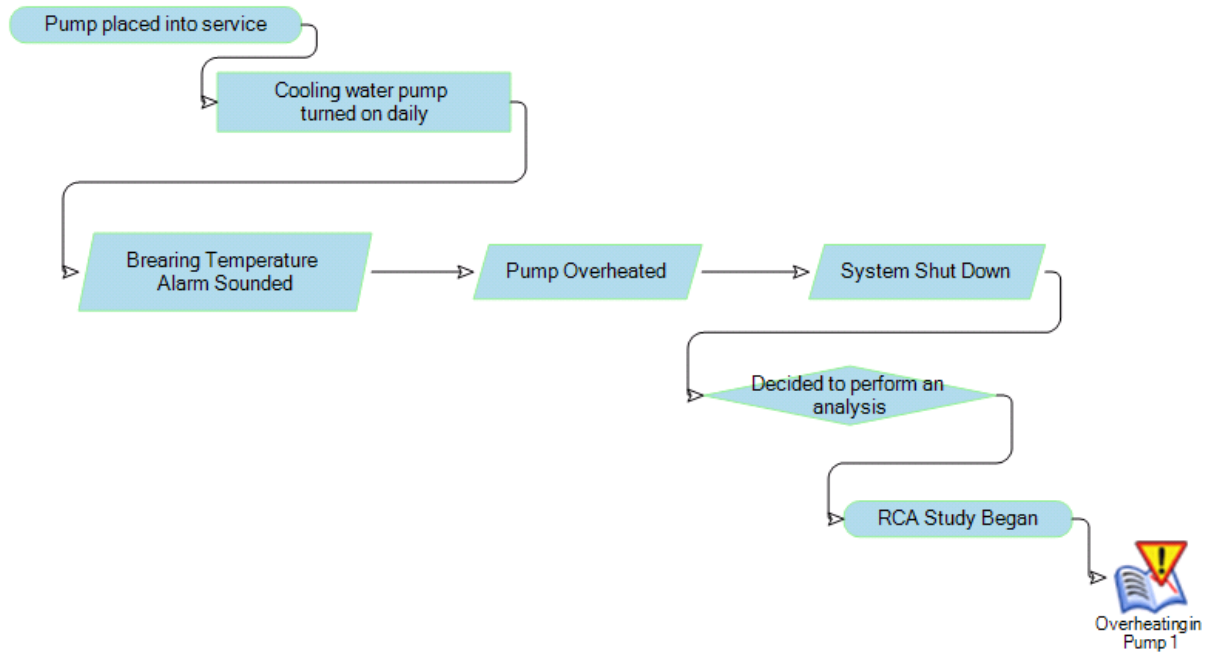 Pump placed into service
Cooling water pump
turned on daily
Brearing Temperature
Alarm Sounded
Pump Overheated
System Shut Down
Decided to perform an
analysis
RCA Study Began
Overheating in
Pump 1